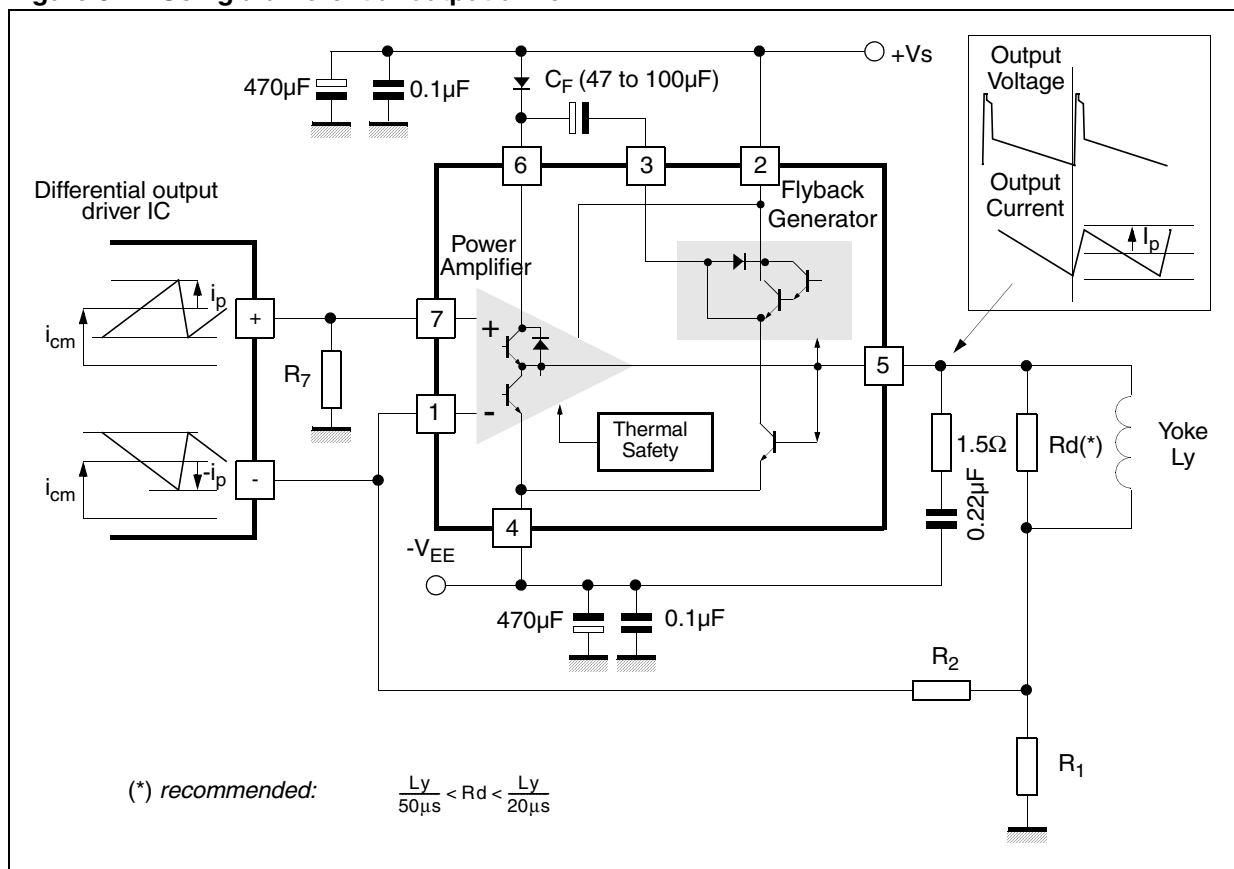 +Vs
470µF
0.1µF
C_F (47 to 100µF)
Output
Voltage
Output
Current
I_p
6
3
2
Flyback
Generator
Differential output
driver IC
Power
Amplifier
i_p
i_cm
+
7
+
R_7
5
1
-
Thermal
Safety
1.5Ω
0.22µF
Rd(*)
Yoke
Ly
-i_p
i_cm
-
4
-V_EE
470µF
0.1µF
R_2
R_1
(*) recommended:
Ly/50µs < Rd < Ly/20µs